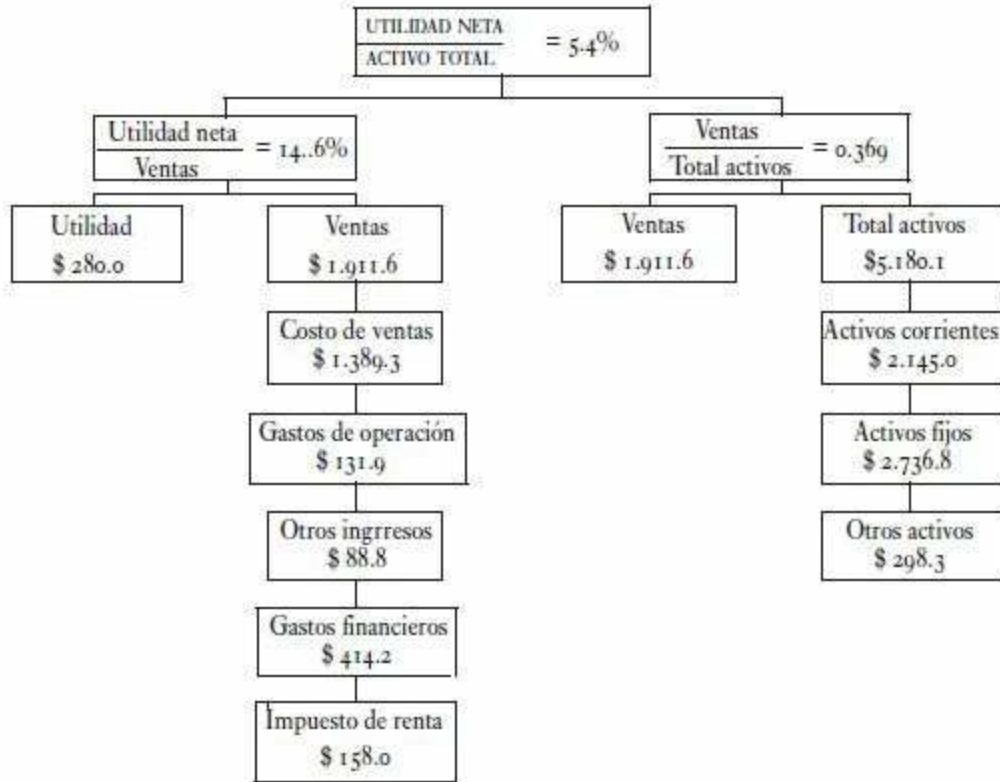 UTILIDAD NETA
ACTIVO TOTAL
= 5.4%
Utilidad neta
Ventas
= 14..6%
Ventas
Total activos
= 0.369
Utilidad
$ 280.0
Ventas
$ 1.911.6
Ventas
$ 1.911.6
Total activos
$5.180.1
Costo de ventas
$ 1.389.3
Activos corrientes
$ 2.145.0
Gastos de operación
$ 131.9
Activos fijos
$ 2.736.8
Otros ingrresos
$ 88.8
Otros activos
$ 298.3
Gastos financieros
$ 414.2
Impuesto de renta
$ 158.0